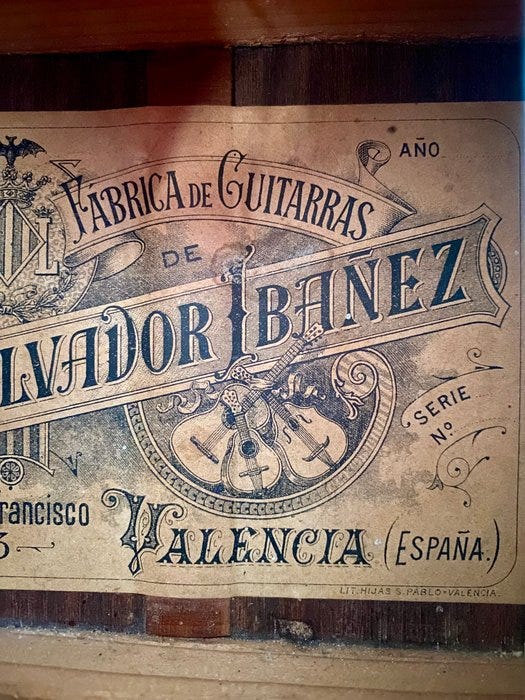 AÑO
FÁBRICA DE GUITARRAS
DE
LVADOR IBAÑEZ
SERIE
Nº
rancisco
VALENCIA (ESPAÑA.)
LIT. HIJAS S. PABLO-VALENCIA.